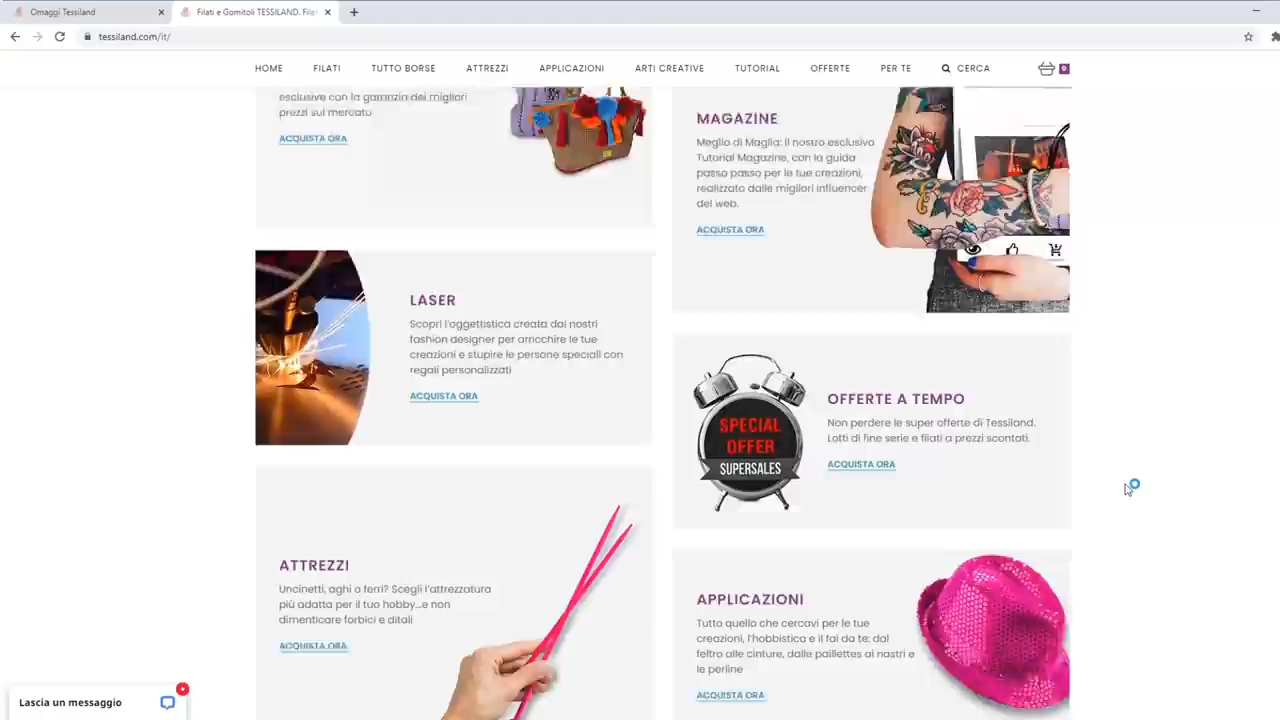 Omaggi Tessiland
Filati e Gomitoli TESSILAND. Fila
tessiland.com/it/
HOME FILATI TUTTO BORSE ATTREZZI APPLICAZIONI ARTI CREATIVE TUTORIAL OFFERTE PER TE CERCA 0
esclusive con la garanzia dei migliori
prezzi sul mercato
ACQUISTA ORA
MAGAZINE
Meglio di Maglia: il nostro esclusivo
Tutorial Magazine, con la guida
passo passo per le tue creazioni,
realizzato dalle migliori influencer
del web.
ACQUISTA ORA
LASER
Scopri l'oggettistica creata dai nostri
fashion designer per arricchire le tue
creazioni e stupire le persone speciali con
regali personalizzati
ACQUISTA ORA
SPECIAL
OFFER
SUPERSALES
OFFERTE A TEMPO
Non perdere le super offerte di Tessiland.
Lotti di fine serie e filati a prezzi scontati.
ACQUISTA ORA
ATTREZZI
Uncinetti, aghi o ferri? Scegli l'attrezzatura
più adatta per il tuo hobby...e non
dimenticare forbici e ditali
ACQUISTA ORA
APPLICAZIONI
Tutto quello che cercavi per le tue
creazioni, l'hobbistica e il fai da te: dal
feltro alle cinture, dalle paillettes ai nastri e
le perline
ACQUISTA ORA
Lascia un messaggio